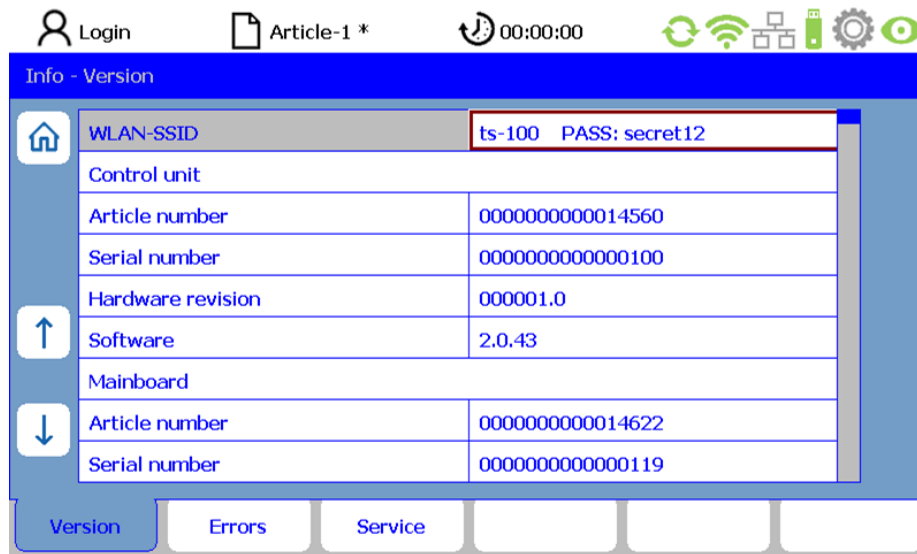 Login Article-1 * 00:00:00
Info - Version
WLAN-SSID ts-100 PASS: secret12
Control unit
Article number 0000000000014560
Serial number 0000000000000100
Hardware revision 000001.0
Software 2.0.43
Mainboard
Article number 0000000000014622
Serial number 0000000000000119
Version Errors Service